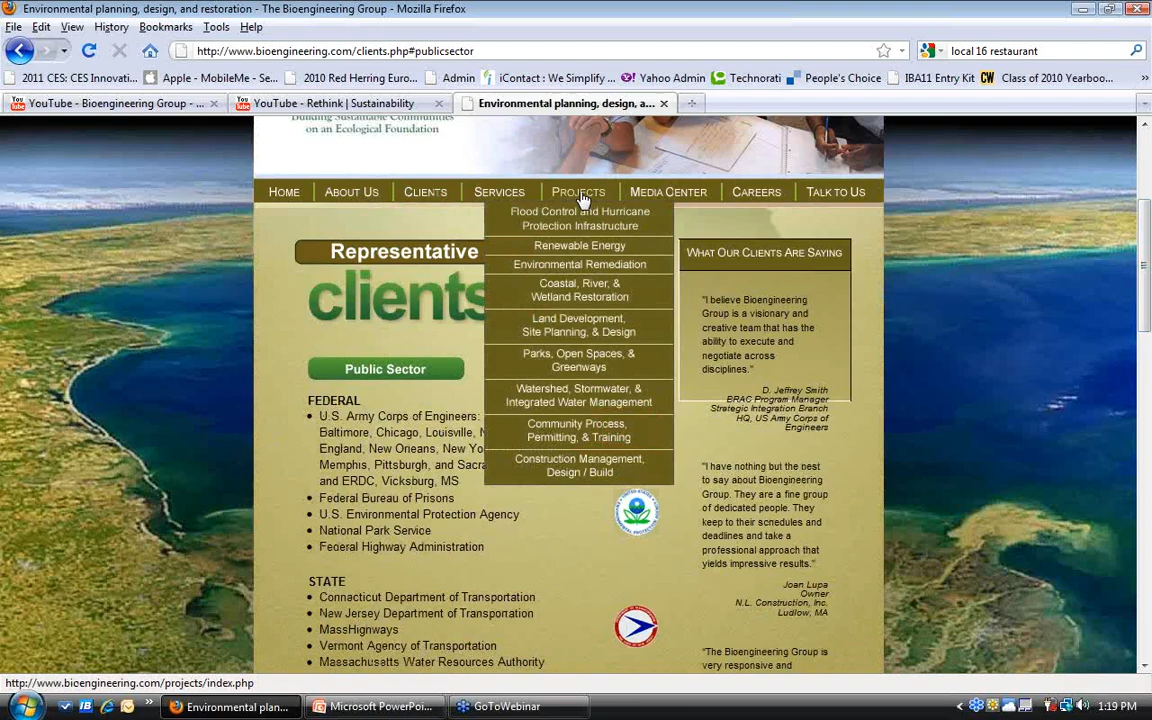 Environmental planning, design, and restoration - The Bioengineering Group - Mozilla Firefox
File Edit View History Bookmarks Tools Help
http://www.bioengineering.com/clients.php#publicsector
local 16 restaurant
2011 CES: CES Innovati...
Apple - MobileMe - Se...
2010 Red Herring Euro...
Admin
iContact : We Simplify ...
Yahoo Admin
Technorati
People's Choice
IBA11 Entry Kit
CW Class of 2010 Yearboo...
YouTube - Bioengineering Group - ...
YouTube - Rethink | Sustainability
Environmental planning, design, a...
Building Sustainable Communities
on an Ecological Foundation
HOME
ABOUT US
CLIENTS
SERVICES
PROJECTS
MEDIA CENTER
CAREERS
TALK TO US
Flood Control and Hurricane
Protection Infrastructure
Renewable Energy
Environmental Remediation
Coastal, River, &
Wetland Restoration
Land Development,
Site Planning, & Design
Parks, Open Spaces, &
Greenways
Watershed, Stormwater, &
Integrated Water Management
Community Process,
Permitting, & Training
Construction Management,
Design / Build
Representative
clients
Public Sector
FEDERAL
• U.S. Army Corps of Engineers:
Baltimore, Chicago, Louisville, N
England, New Orleans, New Yo
Memphis, Pittsburgh, and Sacra
and ERDC, Vicksburg, MS
• Federal Bureau of Prisons
• U.S. Environmental Protection Agency
• National Park Service
• Federal Highway Administration
STATE
• Connecticut Department of Transportation
• New Jersey Department of Transportation
• MassHighways
• Vermont Agency of Transportation
• Massachusetts Water Resources Authority
WHAT OUR CLIENTS ARE SAYING
"I believe Bioengineering
Group is a visionary and
creative team that has the
ability to execute and
negotiate across
disciplines."
D. Jeffrey Smith
BRAC Program Manager
Strategic Integration Branch
HQ, US Army Corps of
Engineers
"I have nothing but the best
to say about Bioengineering
Group. They are a fine group
of dedicated people. They
keep to their schedules and
deadlines and take a
professional approach that
yields impressive results."
Joan Lupa
Owner
N.L. Construction, Inc.
Ludlow, MA
"The Bioengineering Group is
very responsive and
http://www.bioengineering.com/projects/index.php
Environmental plan...
Microsoft PowerPoi...
GoToWebinar
1:19 PM